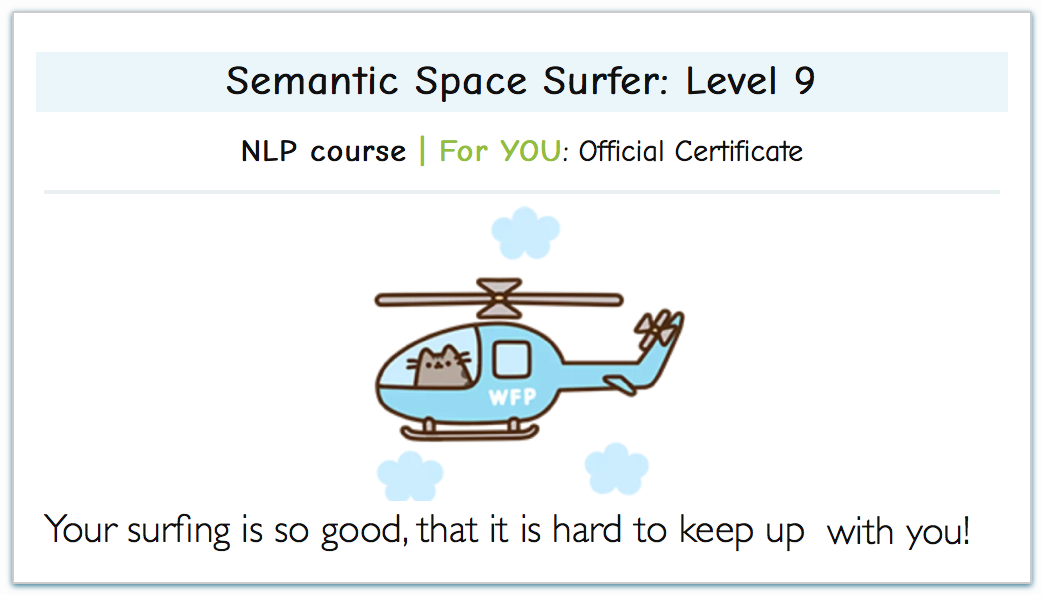 Semantic Space Surfer: Level 9
NLP course | For YOU: Official Certificate
WFP
Your surfing is so good, that it is hard to keep up with you!